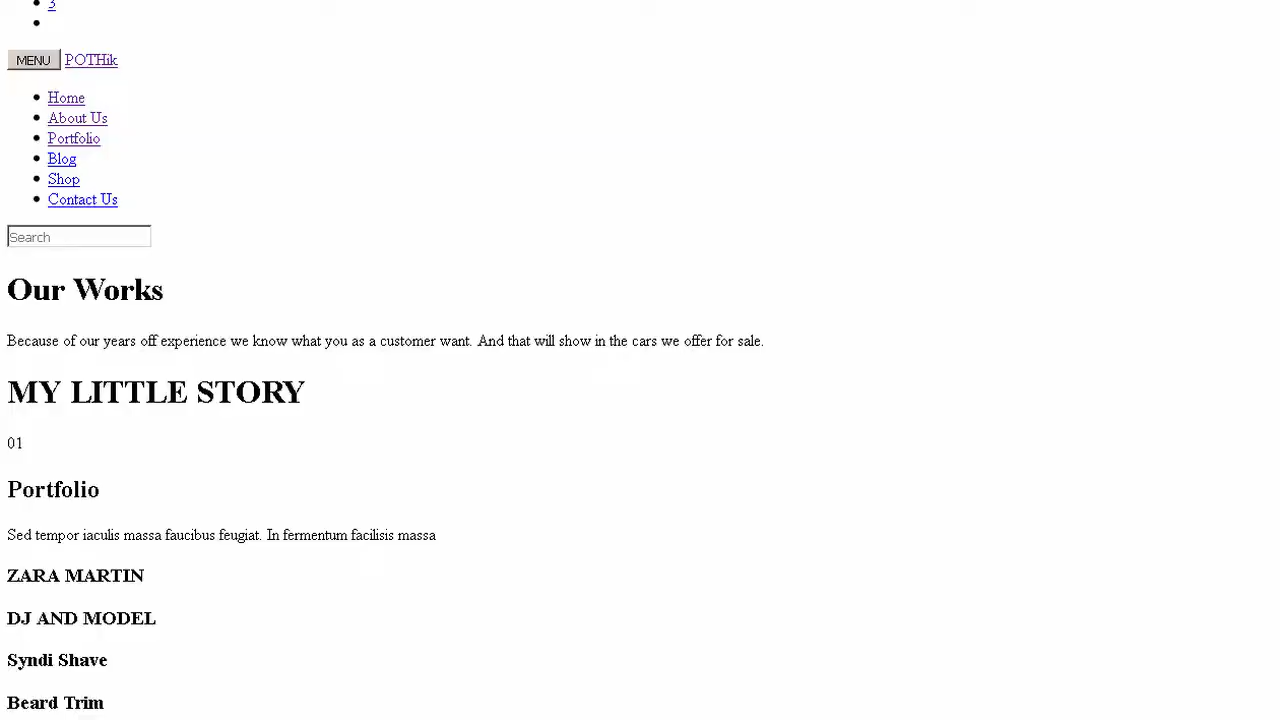 3
MENU POTHik
Home
About Us
Portfolio
Blog
Shop
Contact Us
Search
Our Works
Because of our years off experience we know what you as a customer want. And that will show in the cars we offer for sale.
MY LITTLE STORY
01
Portfolio
Sed tempor iaculis massa faucibus feugiat. In fermentum facilisis massa
ZARA MARTIN
DJ AND MODEL
Syndi Shave
Beard Trim